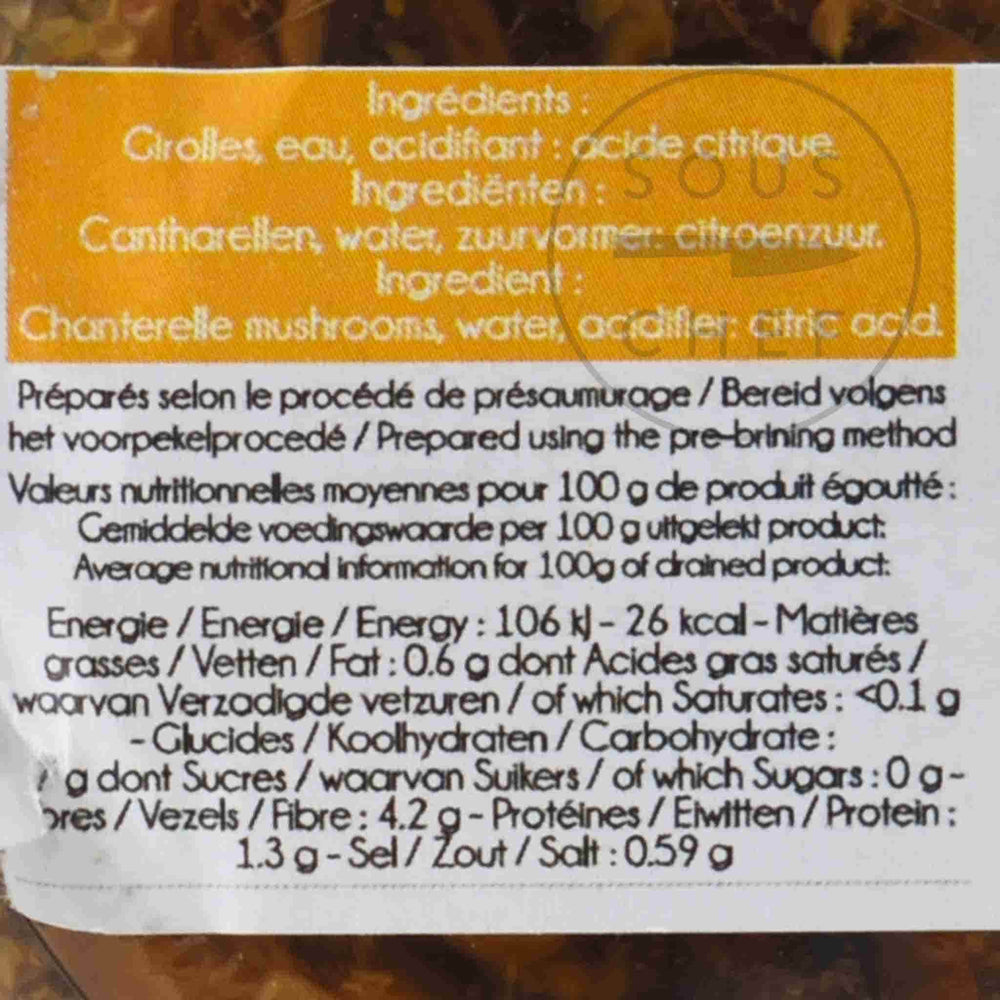 Ingrédients :
Girolles, eau, acidifiant : acide citrique.
Ingrediënten :
Cantharellen, water, zuurvormer: citroenzuur.
Ingredient :
Chanterelle mushrooms, water, acidifier: citric acid.
SOUS
CHEF
Préparés selon le procédé de présaumurage / Bereid volgens
het voorpekelprocedé / Prepared using the pre-brining method
Valeurs nutritionnelles moyennes pour 100 g de produit égoutté :
Gemiddelde voedingswaarde per 100 g uitgelekt product:
Average nutritional information for 100g of drained product:
Energie / Energie / Energy : 106 kJ - 26 kcal - Matières
grasses / Vetten / Fat : 0.6 g dont Acides gras saturés /
waarvan Verzadigde vetzuren / of which Saturates : <0.1 g
- Glucides / Koolhydraten / Carbohydrate :
g dont Sucres / waarvan Suikers / of which Sugars : 0 g -
bres / Vezels / Fibre : 4.2 g - Protéines / Eiwitten / Protein :
1.3 g - Sel / Zout / Salt : 0.59 g